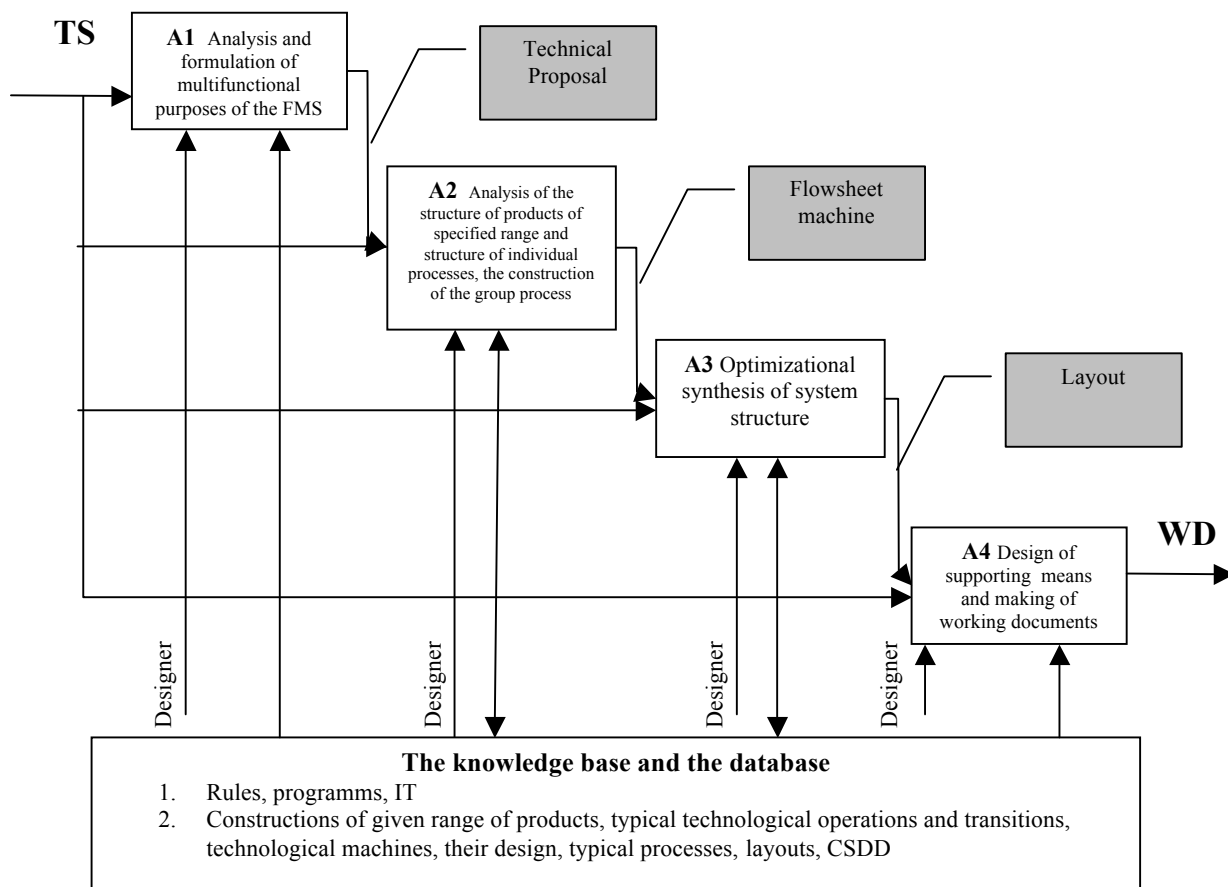 TS
A1 Analysis and
formulation of
multifunctional
purposes of the FMS
Technical
Proposal
A2 Analysis of the
structure of products of
specified range and
structure of individual
processes, the construction
of the group process
Flowsheet
machine
A3 Optimizational
synthesis of system
structure
Layout
A4 Design of
supporting means
and making of
working documents
WD
Designer
Designer
Designer
Designer
The knowledge base and the database
1. Rules, programms, IT
2. Constructions of given range of products, typical technological operations and transitions,
technological machines, their design, typical processes, layouts, CSDD